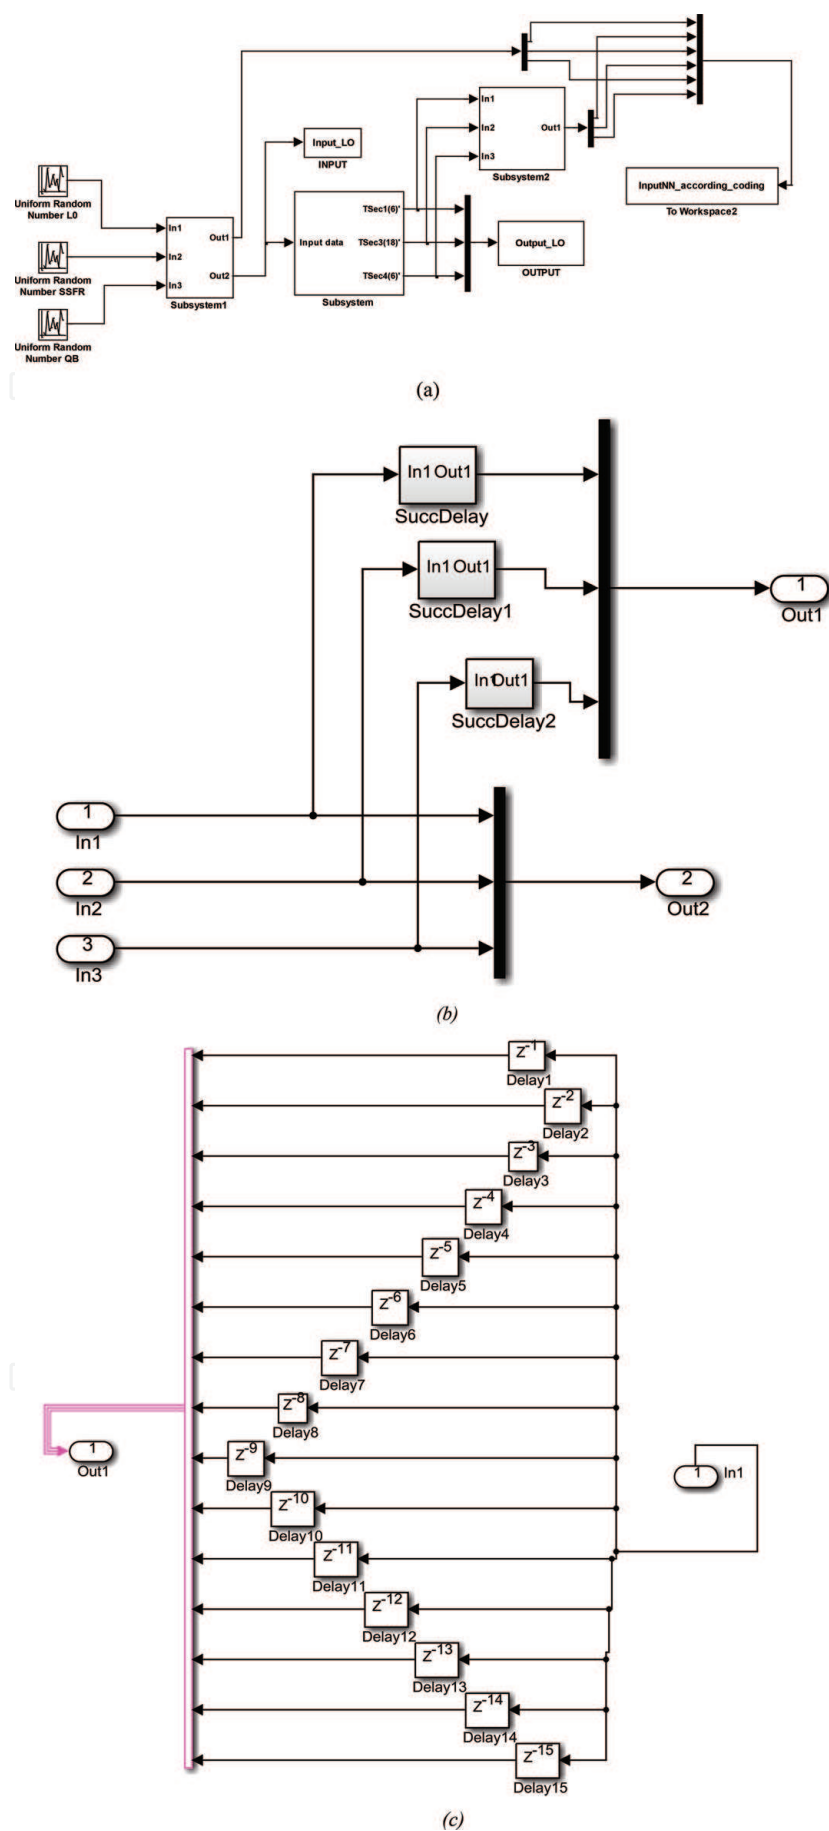 Input_LO
INPUT
In1
In2
In3
Out1
Subsystem2
InputNN_according_coding
To Workspace2
Uniform Random
Number L0
Uniform Random
Number SSFR
Uniform Random
Number QB
In1
In2
In3
Out1
Out2
Subsystem1
Input data
TSec1(6)'
TSec3(18)'
TSec4(6)'
Subsystem
Output_LO
OUTPUT
(a)
In1 Out1
SuccDelay
In1 Out1
SuccDelay1
In1 Out1
SuccDelay2
1
Out1
1
In1
2
In2
3
In3
2
Out2
(b)
z-1
Delay1
z-2
Delay2
z-3
Delay3
z-4
Delay4
z-5
Delay5
z-6
Delay6
z-7
Delay7
z-8
Delay8
z-9
Delay9
z-10
Delay10
z-11
Delay11
z-12
Delay12
z-13
Delay13
z-14
Delay14
z-15
Delay15
1
Out1
1
In1
(c)